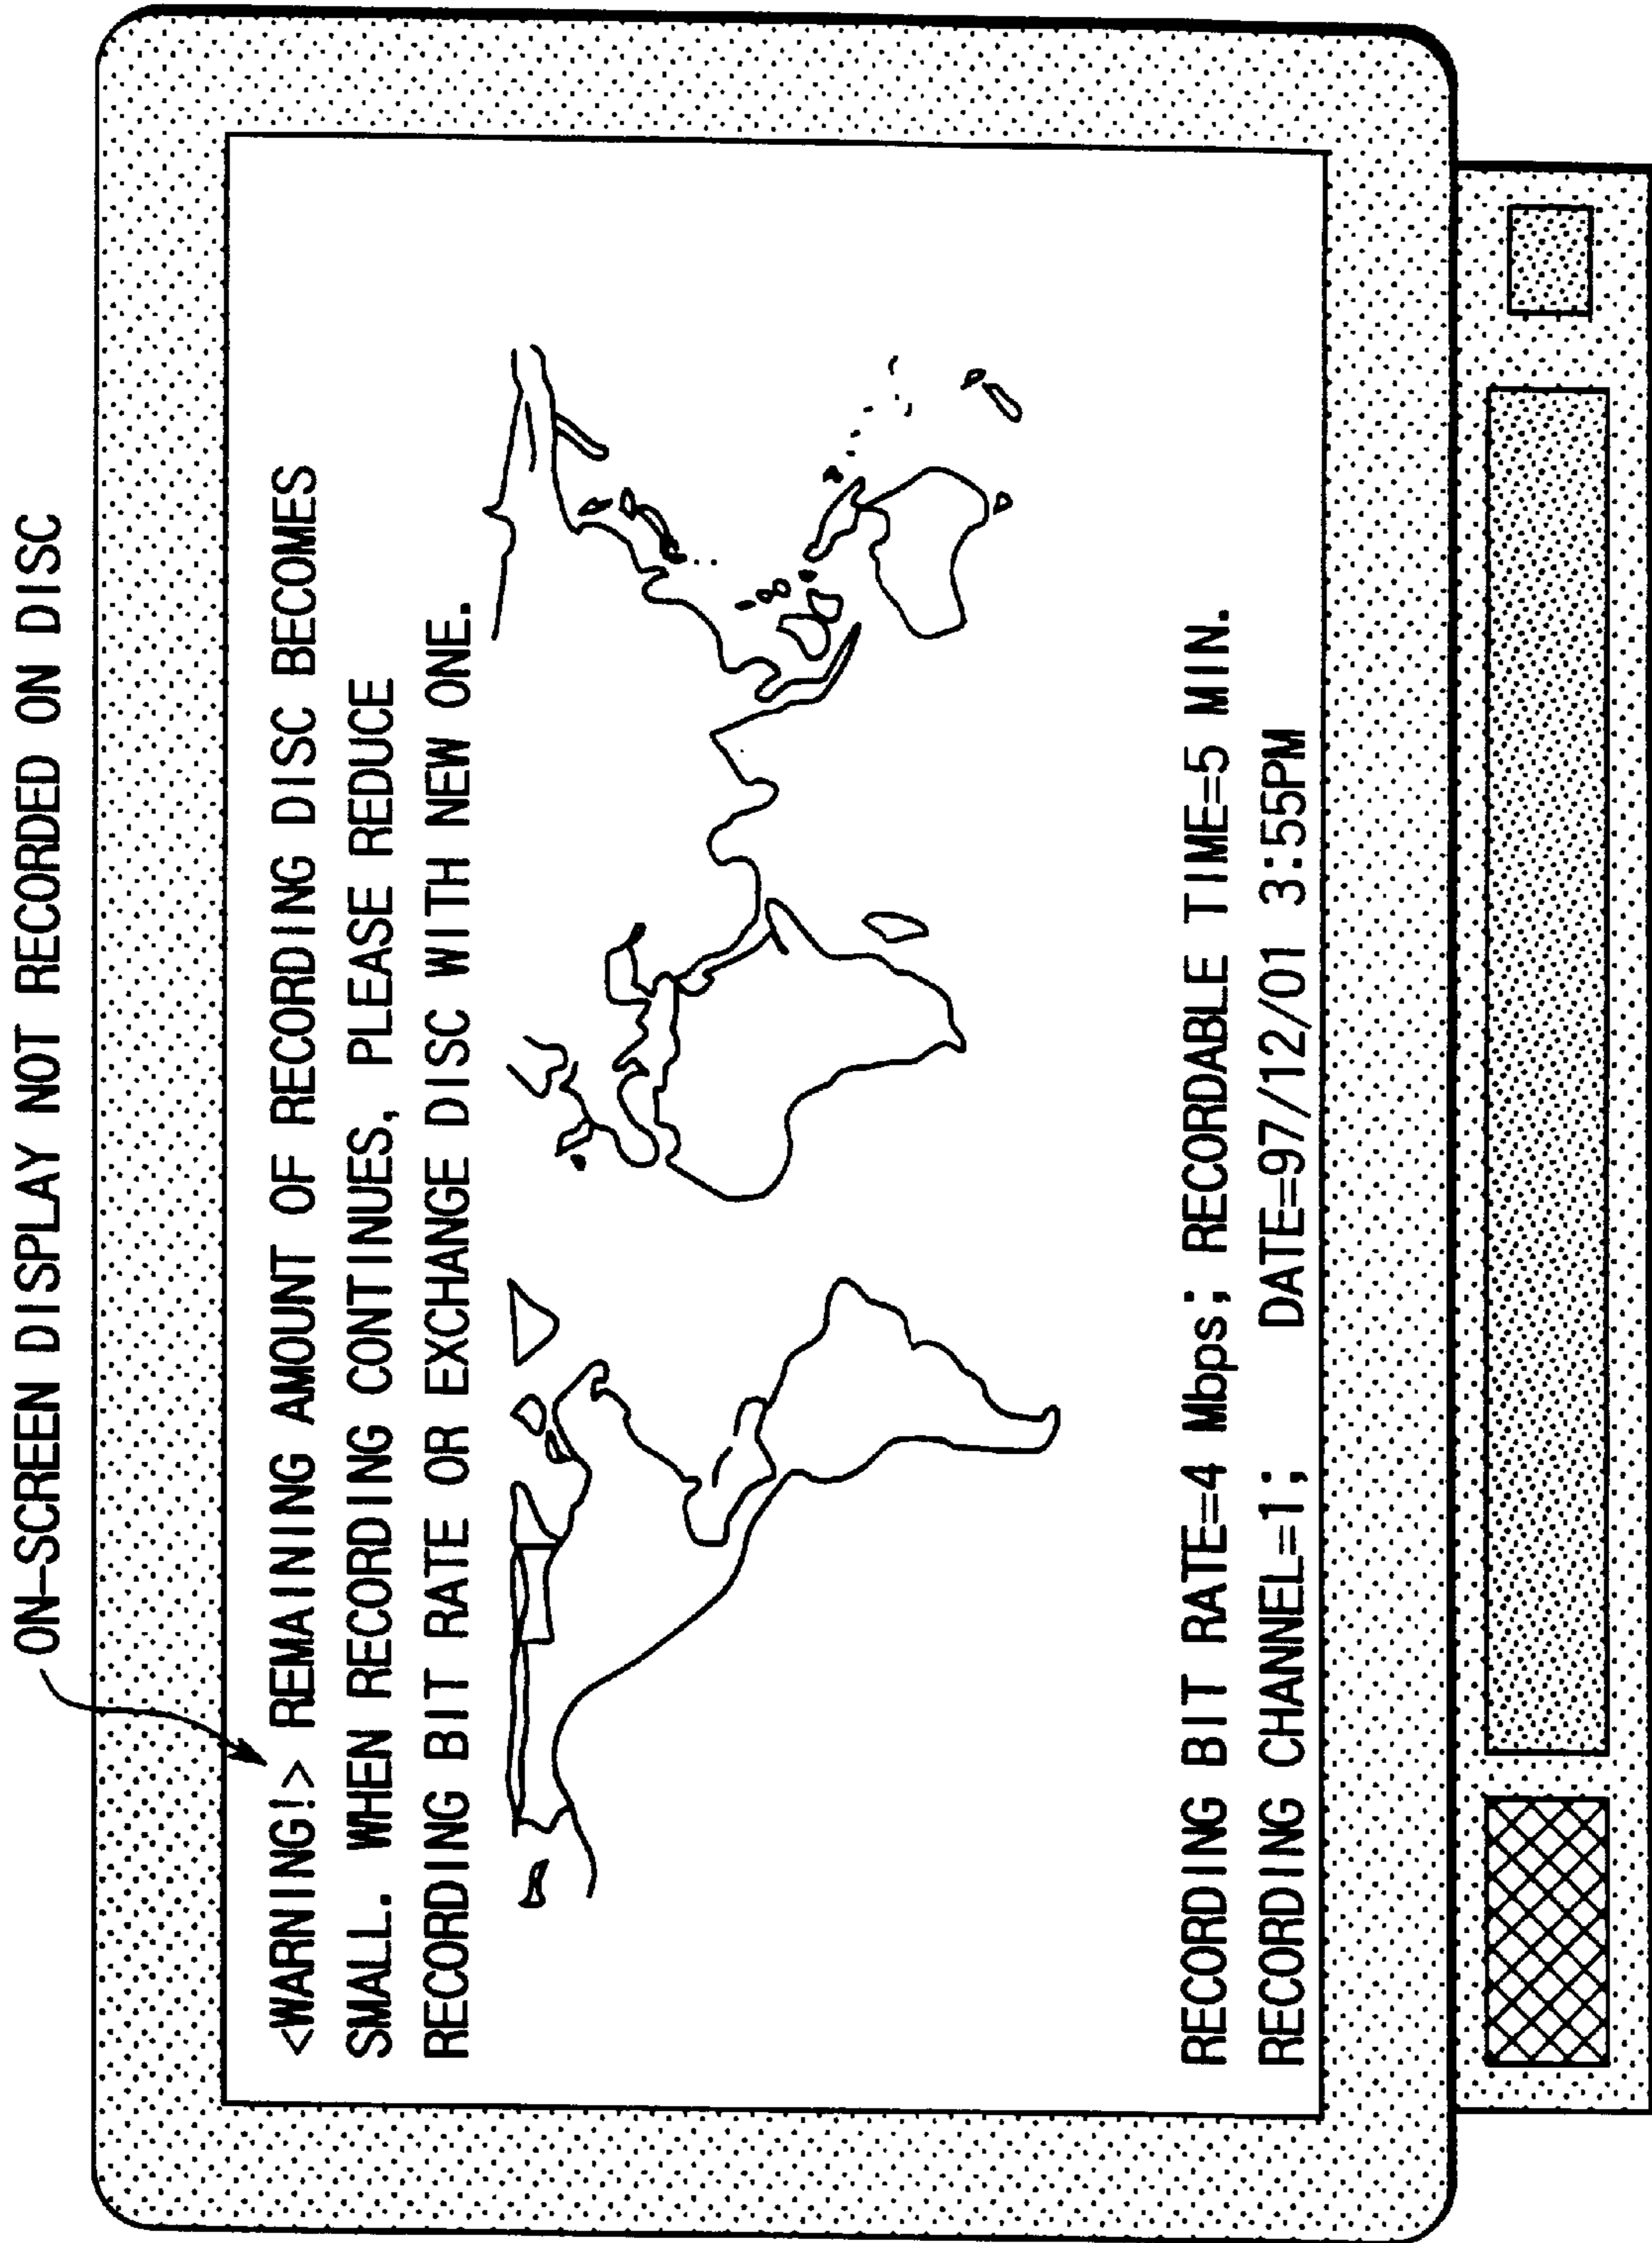 ON-SCREEN DISPLAY NOT RECORDED ON DISC
<WARNING!> REMAINING AMOUNT OF RECORDING DISC BECOMES
SMALL. WHEN RECORDING CONTINUES, PLEASE REDUCE
RECORDING BIT RATE OR EXCHANGE DISC WITH NEW ONE.
RECORDING BIT RATE=4 Mbps; RECORDABLE TIME=5 MIN.
RECORDING CHANNEL=1; DATE=97/12/01 3:55PM